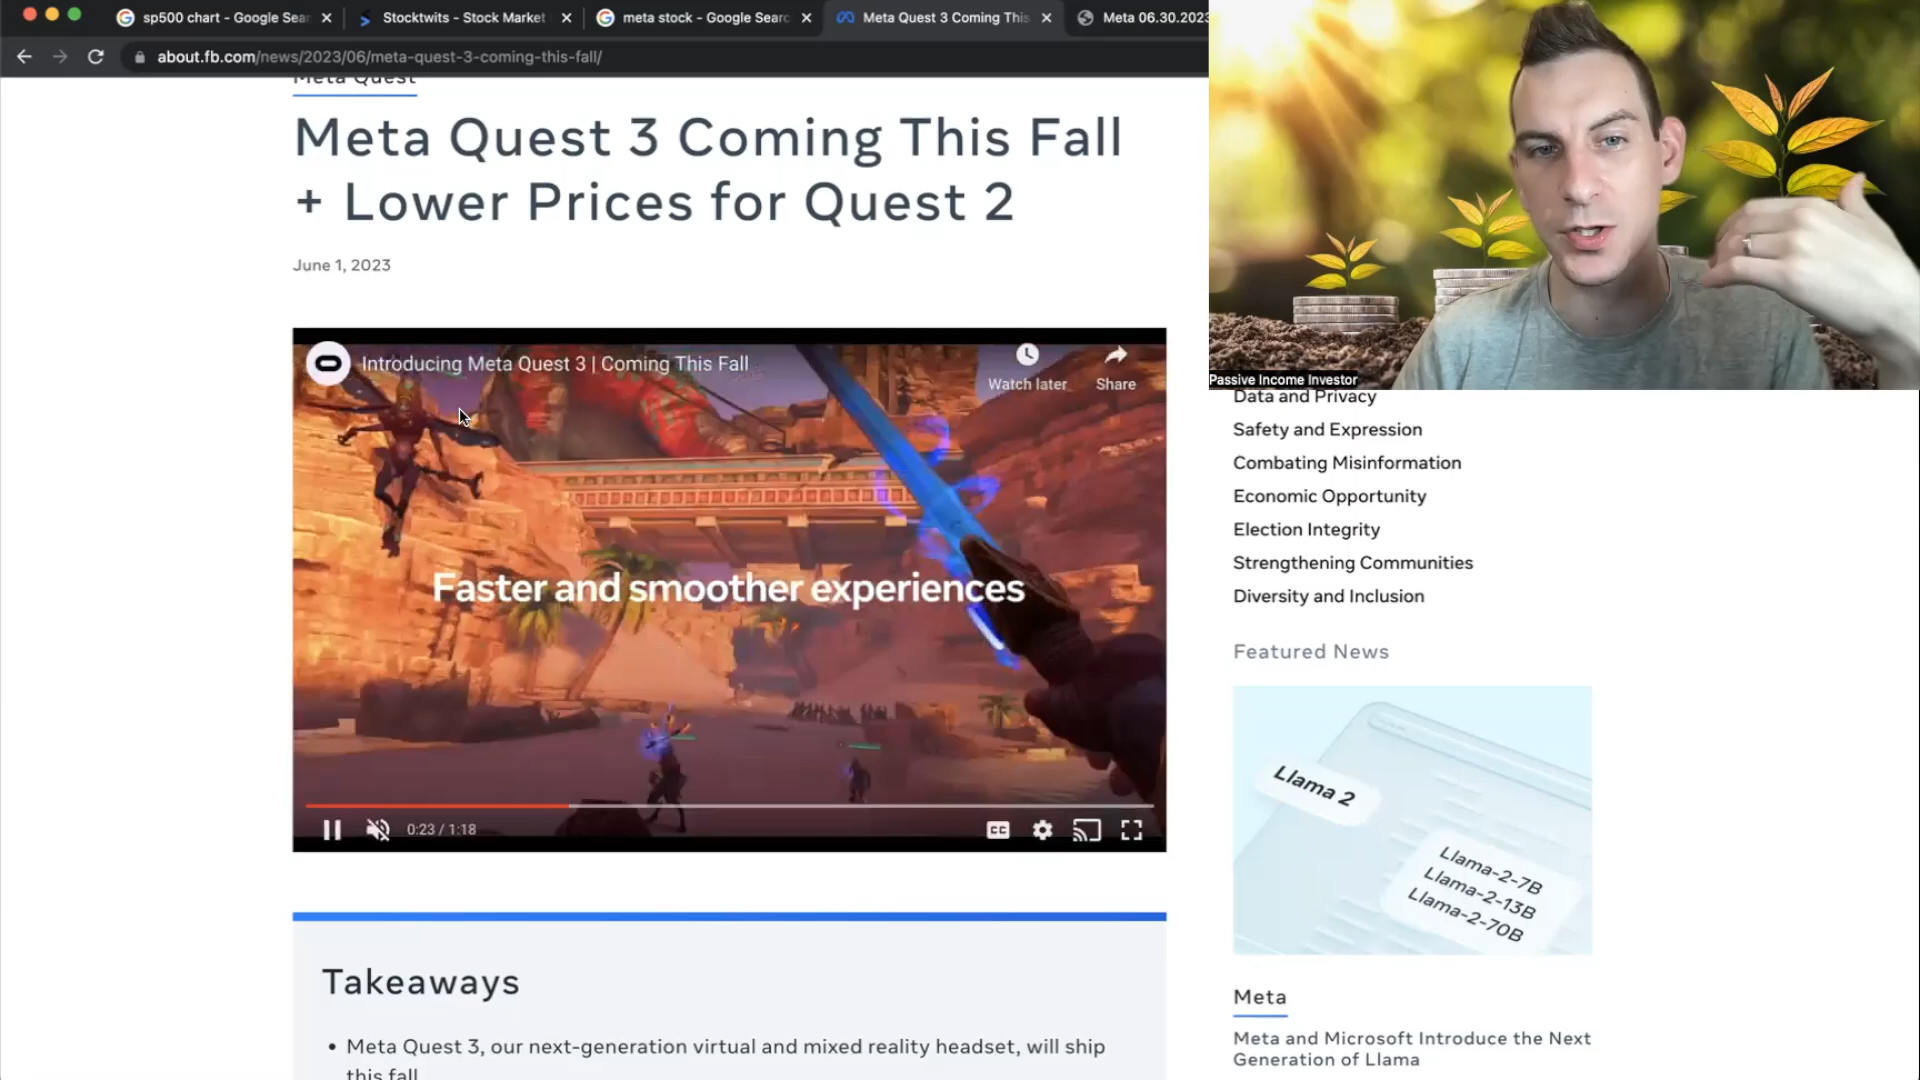 sp500 chart - Google Sear
Stocktwits - Stock Market
meta stock - Google Searc
Meta Quest 3 Coming This
Meta 06.30.2023
about.fb.com/news/2023/06/meta-quest-3-coming-this-fall/
Meta Quest
Meta Quest 3 Coming This Fall
+ Lower Prices for Quest 2
June 1, 2023
Introducing Meta Quest 3 | Coming This Fall
Watch later
Share
Faster and smoother experiences
0:23 / 1:18
CC
Takeaways
• Meta Quest 3, our next-generation virtual and mixed reality headset, will ship
this fall
Passive Income Investor
Data and Privacy
Safety and Expression
Combating Misinformation
Economic Opportunity
Election Integrity
Strengthening Communities
Diversity and Inclusion
Featured News
Llama 2
Llama-2-7B
Llama-2-13B
Llama-2-70B
Meta
Meta and Microsoft Introduce the Next
Generation of Llama